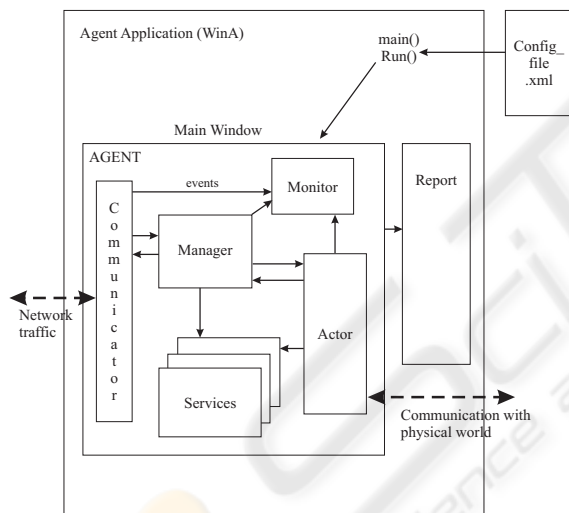 Agent Application (WinA)
main()
Run()
Config_
file
.xml
Main Window
AGENT
events
Monitor
Report
Communicator
Manager
Actor
Services
Network
traffic
Communication with
physical world